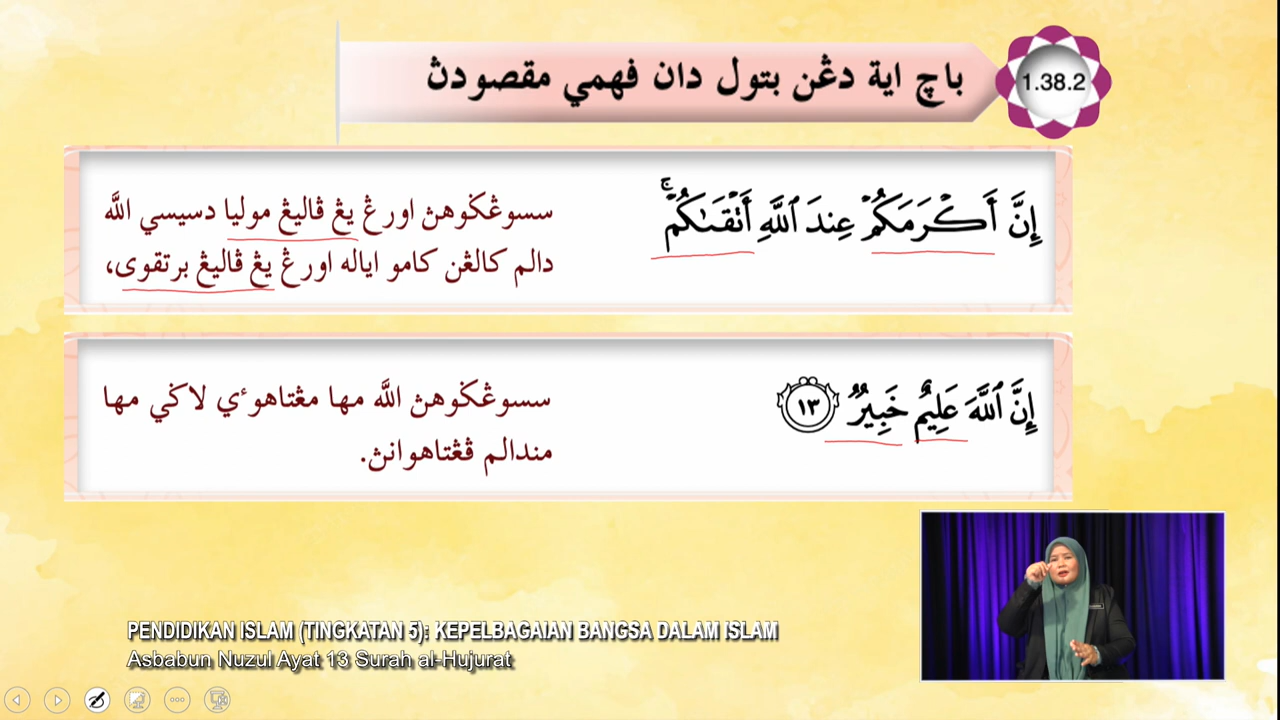 باچ اية دڠن بتول دان فهمي مقصودڽ
1.38.2
إِنَّ أَكْرَمَكُمْ عِندَ ٱللَّهِ أَتْقَىٰكُمْ ۚ
سسوڠݢوهڽ اورڠ يڠ ڤاليڠ موليا دسيسي الله
دالم كالڠن كامو اياله اورڠ يڠ ڤاليڠ برتقوى،
إِنَّ ٱللَّهَ عَلِيمٌ خَبِيرٌ ١٣
سسوڠݢوهڽ الله مها مڠتاهوءي لاݢي مها
مندالم ڤڠتاهوانڽ.
PENDIDIKAN ISLAM (TINGKATAN 5): KEPELBAGAIAN BANGSA DALAM ISLAM
Asbabun Nuzul Ayat 13 Surah al-Hujurat